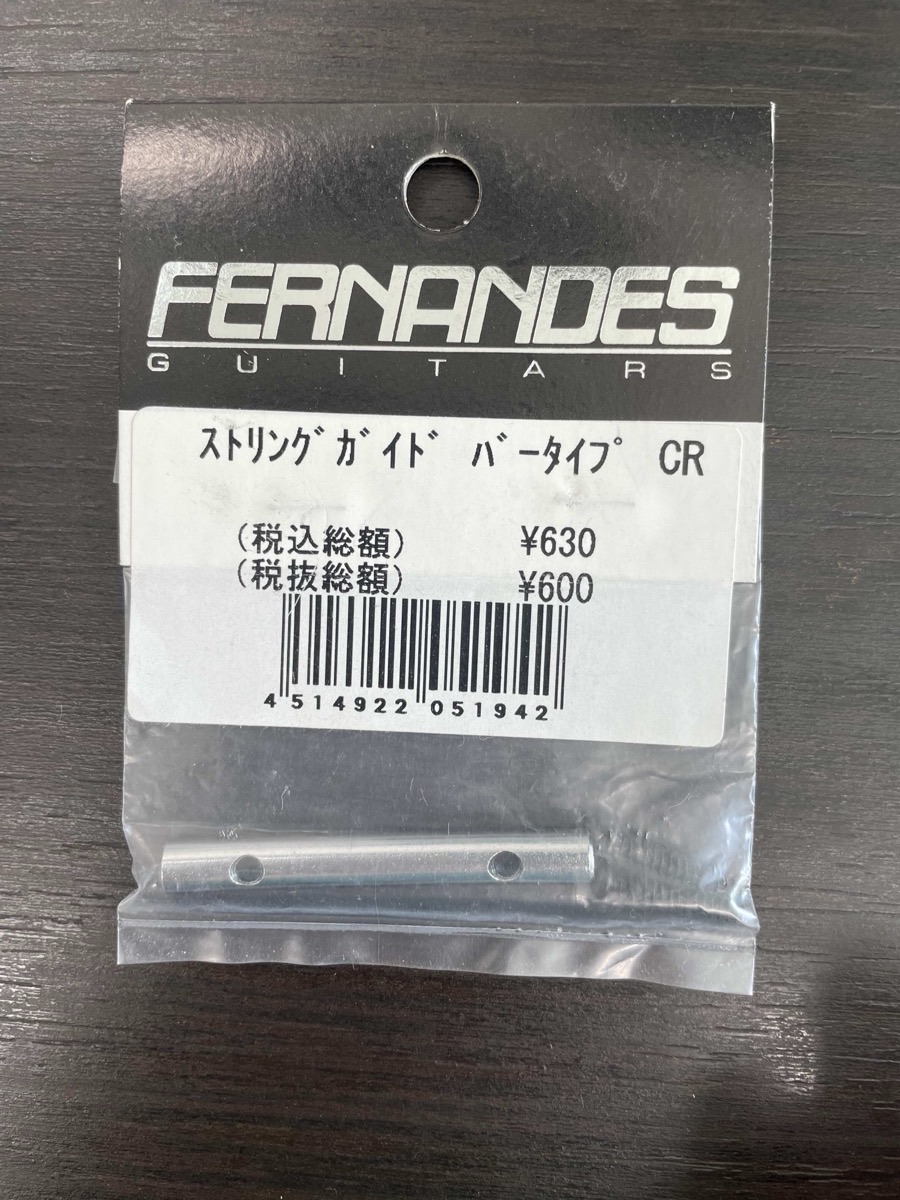 FERNANDES
GUITARS
ｽﾄﾘﾝｸﾞｶﾞｲﾄﾞ ﾊﾞｰﾀｲﾌﾟ CR
(税込総額) ¥630
(税抜総額) ¥600
4 514922 051942